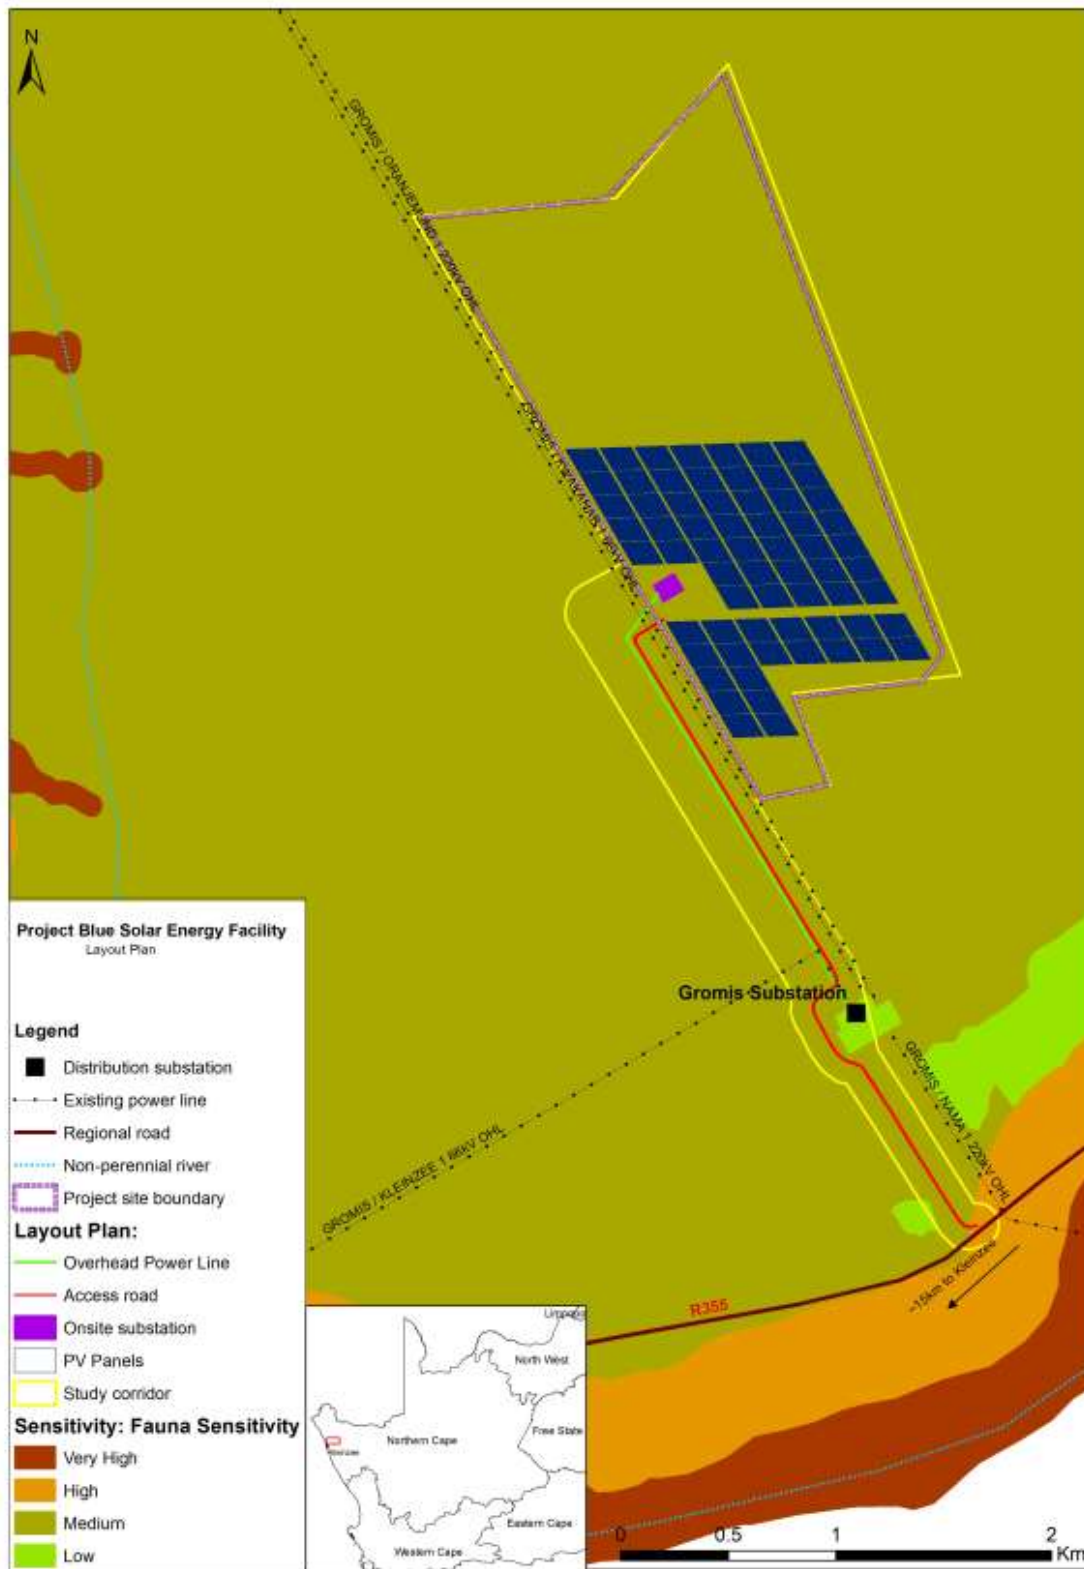 N
GROMIS / ORANJEMUND 1 220kV OHL
Gromis Substation
GROMIS / NAMA 1 220kV OHL
GROMIS / KLEINZEE 1 66kV OHL
~15km to Kleinzee
R355
Project Blue Solar Energy Facility
Layout Plan
Legend
Distribution substation
Existing power line
Regional road
Non-perennial river
Project site boundary
Layout Plan:
Overhead Power Line
Access road
Onsite substation
PV Panels
Study corridor
Sensitivity: Fauna Sensitivity
Very High
High
Medium
Low
North West
Northern Cape
Free State
Kleinzee
Eastern Cape
Western Cape
0 0.5 1 2
Km